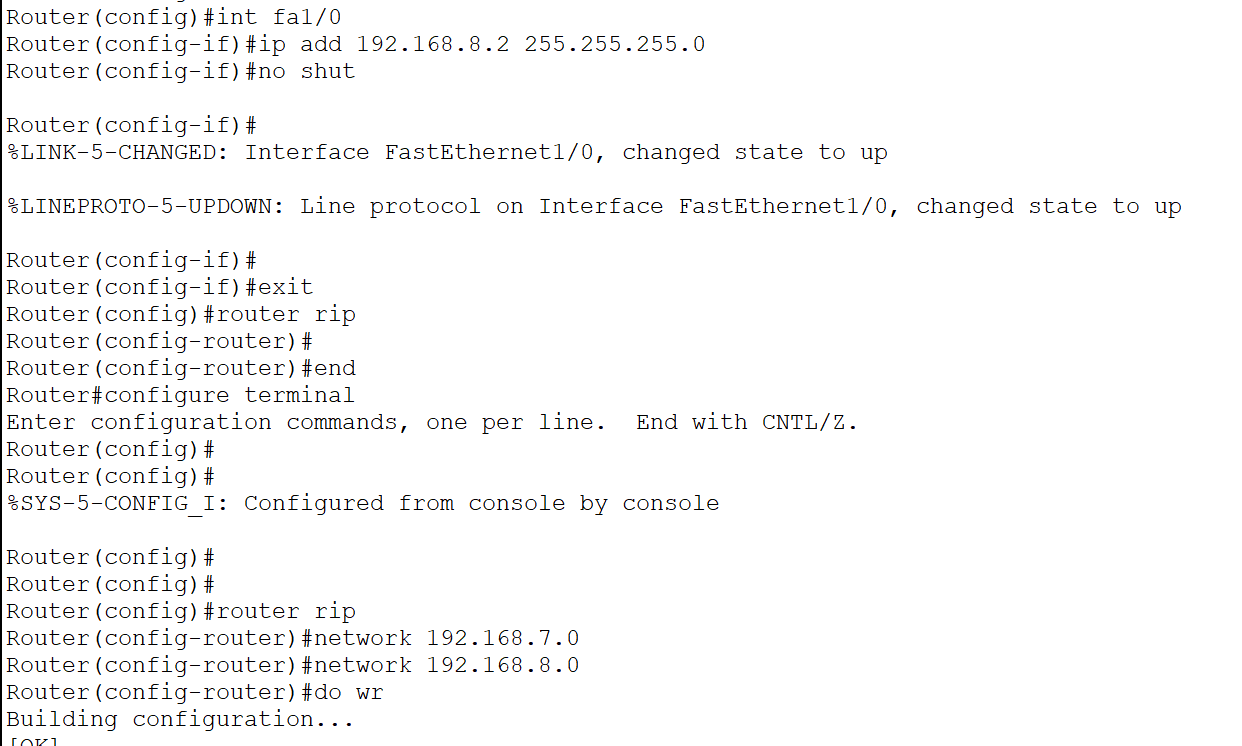 Router(config)#int fa1/0
Router(config-if)#ip add 192.168.8.2 255.255.255.0
Router(config-if)#no shut
Router(config-if)#
%LINK-5-CHANGED: Interface FastEthernet1/0, changed state to up
%LINEPROTO-5-UPDOWN: Line protocol on Interface FastEthernet1/0, changed state to up
Router(config-if)#
Router(config-if)#exit
Router(config)#router rip
Router(config-router)#
Router(config-router)#end
Router#configure terminal
Enter configuration commands, one per line.  End with CNTL/Z.
Router(config)#
Router(config)#
%SYS-5-CONFIG_I: Configured from console by console
Router(config)#
Router(config)#
Router(config)#router rip
Router(config-router)#network 192.168.7.0
Router(config-router)#network 192.168.8.0
Router(config-router)#do wr
Building configuration...
[OK]